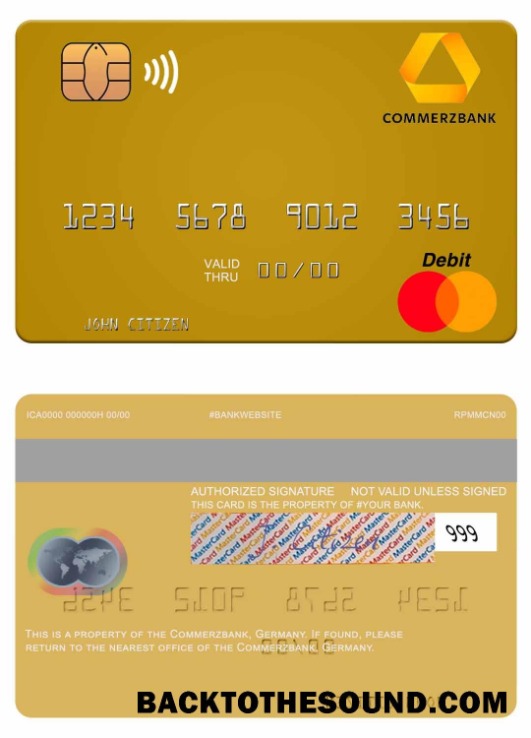 COMMERZBANK
1234 5678 9012 3456
Debit
VALID
THRU 00/00
JOHN CITIZEN
ICA0000 000000H 00/00 #BANKWEBSITE RPMMCN00
AUTHORIZED SIGNATURE NOT VALID UNLESS SIGNED
THIS CARD IS THE PROPERTY OF #YOUR BANK.
MasterCard
999
THIS IS A PROPERTY OF THE COMMERZBANK, GERMANY. IF FOUND, PLEASE
RETURN TO THE NEAREST OFFICE OF THE COMMERZBANK, GERMANY.
BACKTOTHESOUND.COM